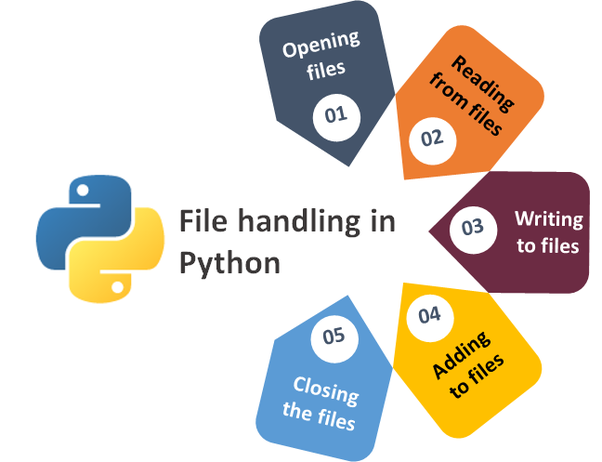 File handling in
Python
Opening
files
01
Reading
from files
02
03
Writing
to files
04
Adding
to files
05
Closing
the files